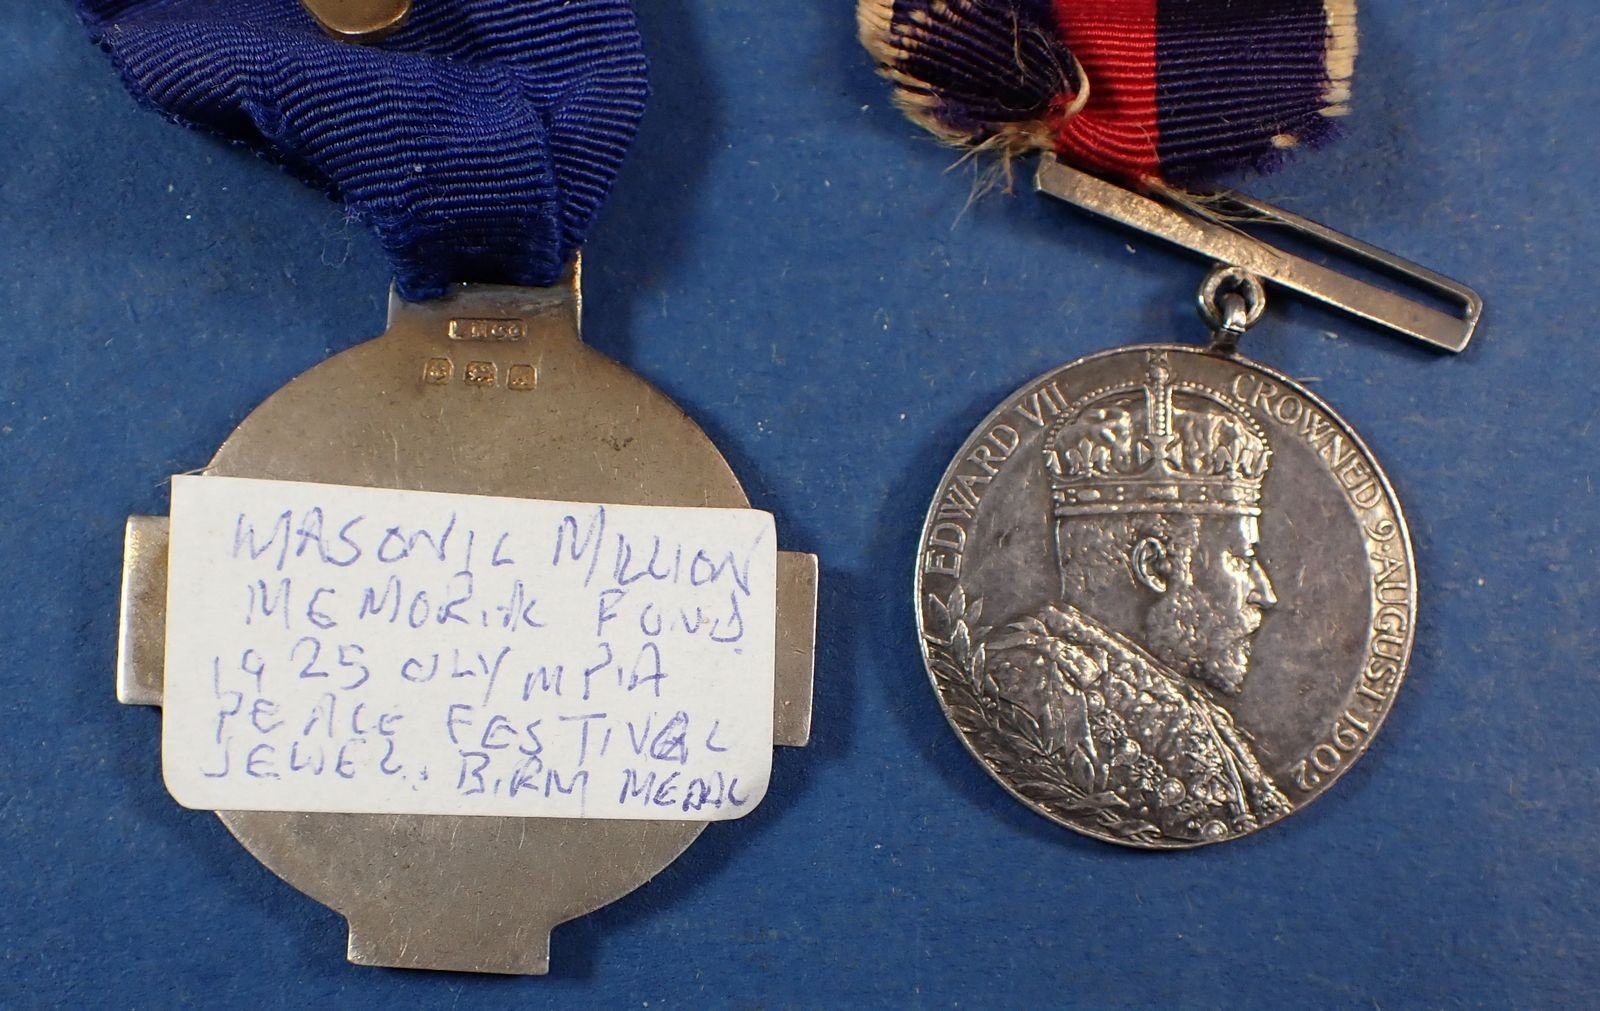 MASONIC MILLION
MEMORIAL FUND
1925 OLYMPIA
PEACE FESTIVAL
JEWEL. BIRM MEDAL
EDWARD VII CROWNED 9·AUGUST·1902